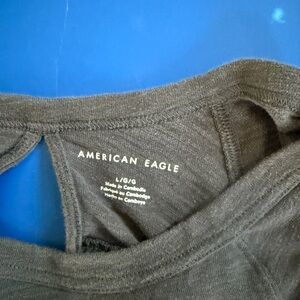 AMERICAN EAGLE
L/G/G
Made in Cambodia
Fabriqué au Cambodge
Hecho en Camboya